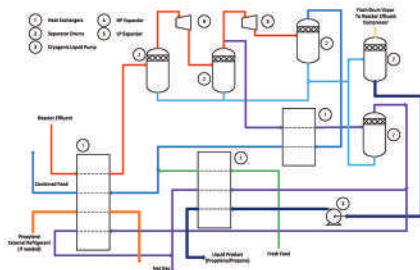 1 Heat Exchangers
2 Separator Drums
3 Cryogenic Liquid Pump
4 HP Expander
5 LP Expander
Flash Drum Vapor
To Reactor Effluent
Reactor Effluent
Combined Feed
Propylene
External Refrigerant
(If needed)
Liquid Product
(Propylene/Propane)
Fresh Feed